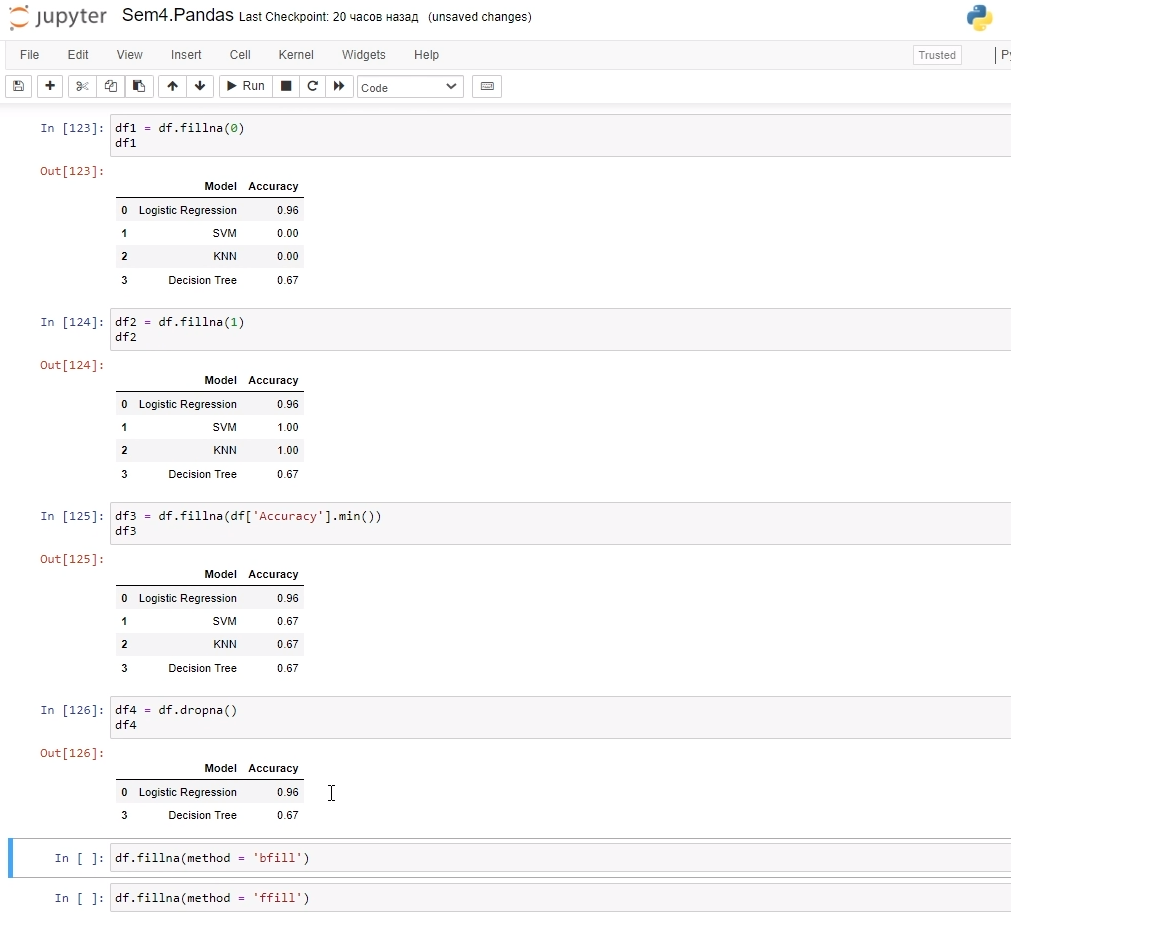 jupyter Sem4.Pandas Last Checkpoint: 20 часов назад (unsaved changes)
File Edit View Insert Cell Kernel Widgets Help Trusted
Run Code
In [123]: df1 = df.fillna(0)
df1
Out[123]:
Model Accuracy
0 Logistic Regression 0.96
1 SVM 0.00
2 KNN 0.00
3 Decision Tree 0.67
In [124]: df2 = df.fillna(1)
df2
Out[124]:
Model Accuracy
0 Logistic Regression 0.96
1 SVM 1.00
2 KNN 1.00
3 Decision Tree 0.67
In [125]: df3 = df.fillna(df['Accuracy'].min())
df3
Out[125]:
Model Accuracy
0 Logistic Regression 0.96
1 SVM 0.67
2 KNN 0.67
3 Decision Tree 0.67
In [126]: df4 = df.dropna()
df4
Out[126]:
Model Accuracy
0 Logistic Regression 0.96
3 Decision Tree 0.67
In [ ]: df.fillna(method = 'bfill')
In [ ]: df.fillna(method = 'ffill')